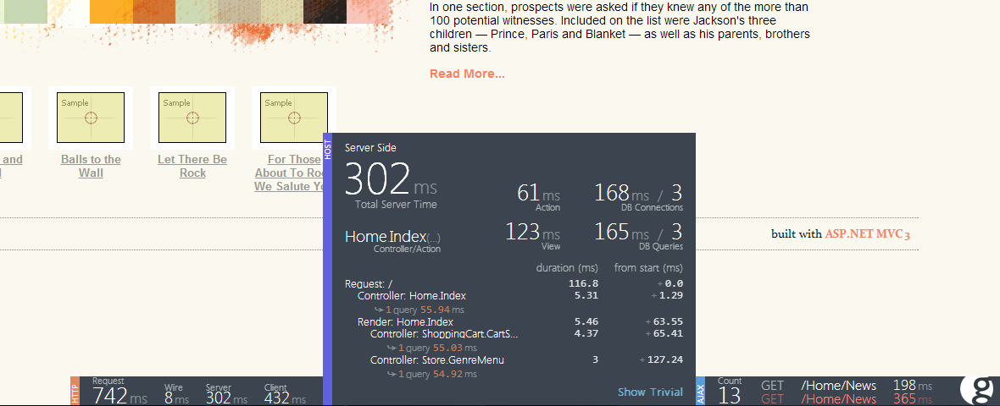 In one section, prospects were asked if they knew any of the more than
100 potential witnesses. Included on the list were Jackson's three
children — Prince, Paris and Blanket — as well as his parents, brothers
and sisters.
Read More...
Sample Sample Sample
and
Balls to the
Wall
Let There Be
Rock
For Those
About To
We Salute
built with ASP.NET MVC 3
HOST
Server Side
302 ms
Total Server Time
61 ms
Action
168 ms / 3
DB Connections
Home Index(...)
Controller/Action
123 ms
View
165 ms / 3
DB Queries
duration (ms) from start (ms)
Request: / 116.8 +0.0
Controller: Home.Index 5.31 +1.29
↪ 1 query 55.94 ms
Render: Home.Index 5.46 +63.55
Controller: ShoppingCart.CartS... 4.37 +65.41
↪ 1 query 55.03 ms
Controller: Store.GenreMenu 3 +127.24
↪ 1 query 54.92 ms
Show Trivial
HTTP
Request
742 ms
Wire
8 ms
Server
302 ms
Client
432 ms
AJAX
Count
13
GET /Home/News 198 ms
GET /Home/News 365 ms
g